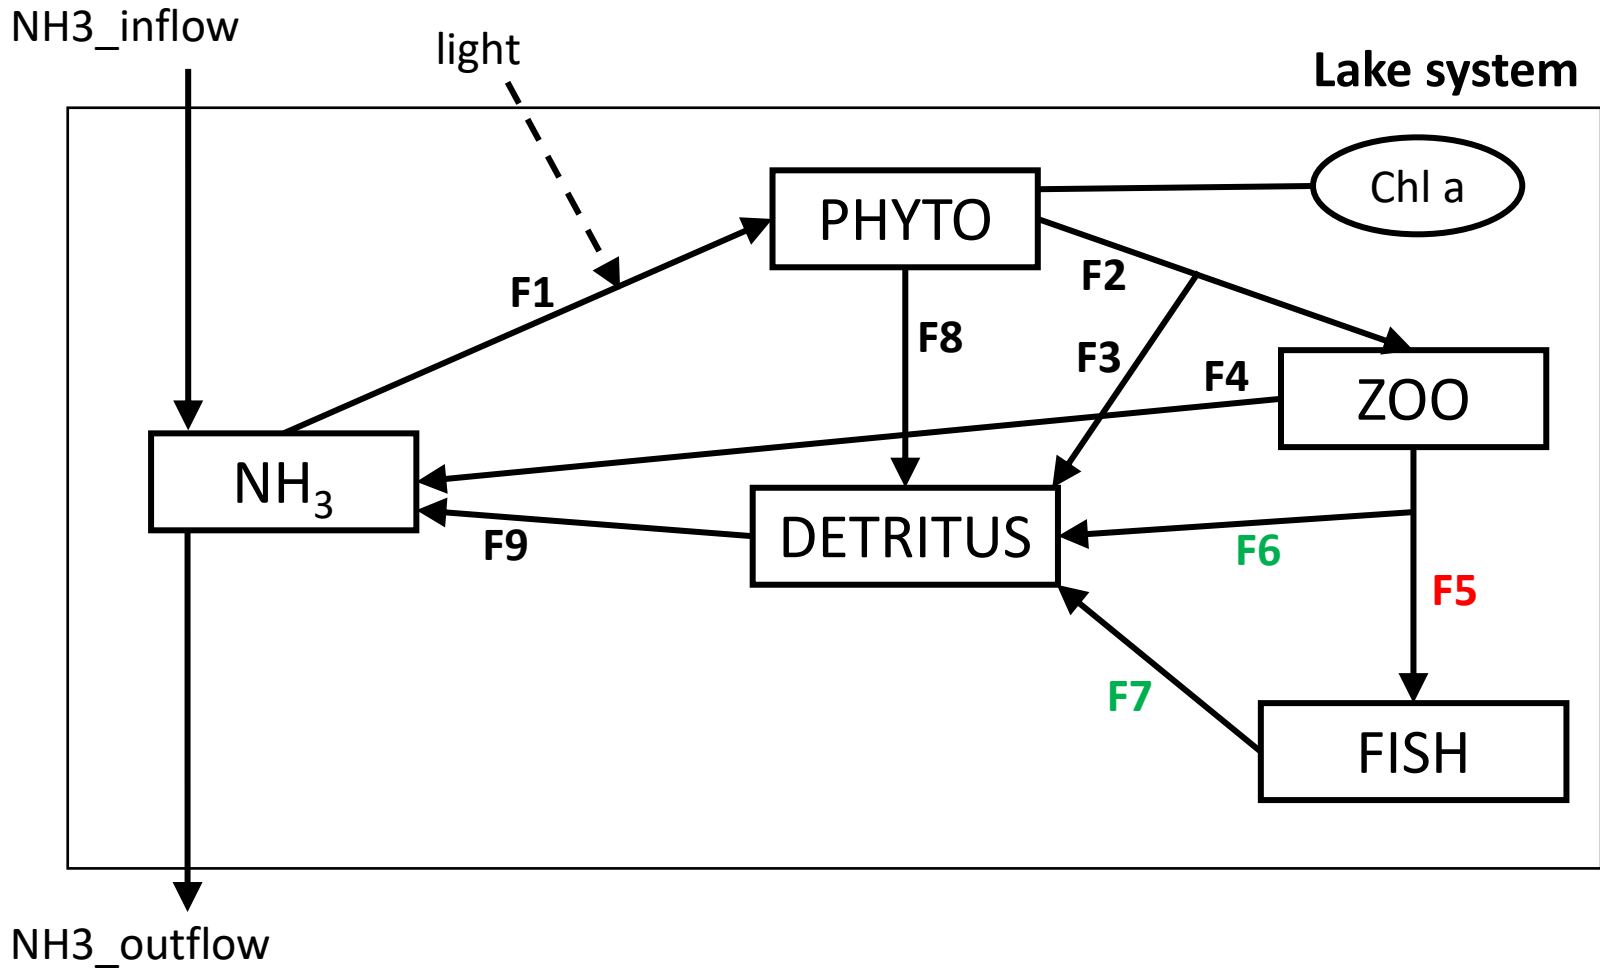 NH3_inflow
light
Lake system
PHYTO
Chl a
F1
F2
F8
F3
F4
ZOO
NH₃
DETRITUS
F9
F6
F5
F7
FISH
NH3_outflow